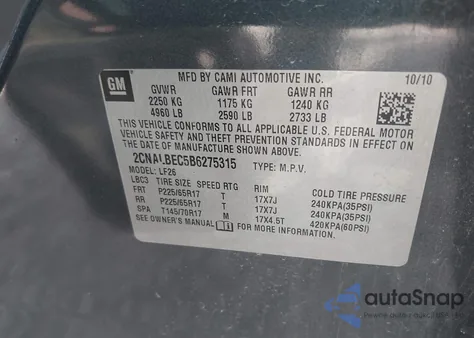 GM
MFD BY CAMI AUTOMOTIVE INC. 10/10
GVWR GAWR FRT GAWR RR
2250 KG 1175 KG 1240 KG
4960 LB 2590 LB 2733 LB
THIS VEHICLE CONFORMS TO ALL APPLICABLE U.S. FEDERAL MOTOR
VEHICLE SAFETY AND THEFT PREVENTION STANDARDS IN EFFECT ON
THE DATE OF MANUFACTURE SHOWN ABOVE.
2CNALBEC5B6275315 TYPE: M.P.V.
MODEL: LF26
LBC3 TIRE SIZE SPEED RTG RIM COLD TIRE PRESSURE
FRT P225/65R17 T 17X7J 240KPA(35PSI)
RR P225/65R17 T 17X7J 240KPA(35PSI)
SPA T145/70R17 M 17X4.5T 420KPA(60PSI)
SEE OWNER'S MANUAL FOR MORE INFORMATION.
autoSnap